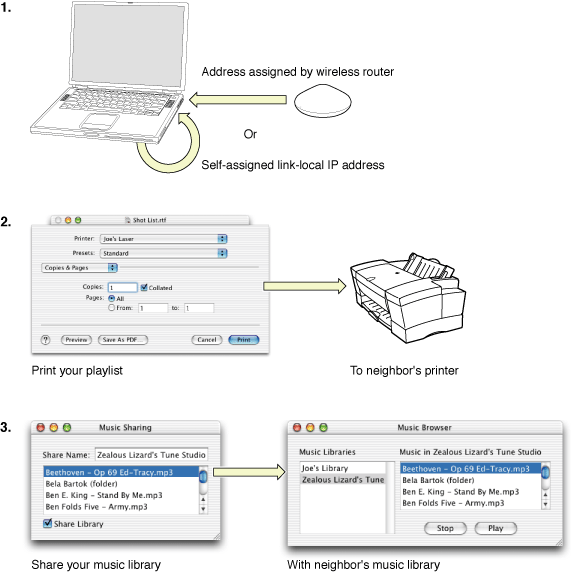 1.
Address assigned by wireless router
Or
Self-assigned link-local IP address
2.
Shot List.rtf
Printer: Joe's Laser
Presets: Standard
Copies & Pages
Copies: 1 Collated
Pages: All
From: 1 to: 1
? Preview Save As PDF... Cancel Print
Print your playlist
To neighbor's printer
3.
Music Sharing
Share Name: Zealous Lizard's Tune Studio
Beethoven – Op 69 Ed-Tracy.mp3
Bela Bartok (folder)
Ben E. King – Stand By Me.mp3
Ben Folds Five – Army.mp3
Share Library
Share your music library
Music Browser
Music Libraries
Joe's Library
Zealous Lizard's Tune
Music in Zealous Lizard's Tune Studio
Beethoven – Op 69 Ed-Tracy.mp3
Bela Bartok (folder)
Ben E. King – Stand By Me.mp3
Ben Folds Five – Army.mp3
Stop Play
With neighbor's music library